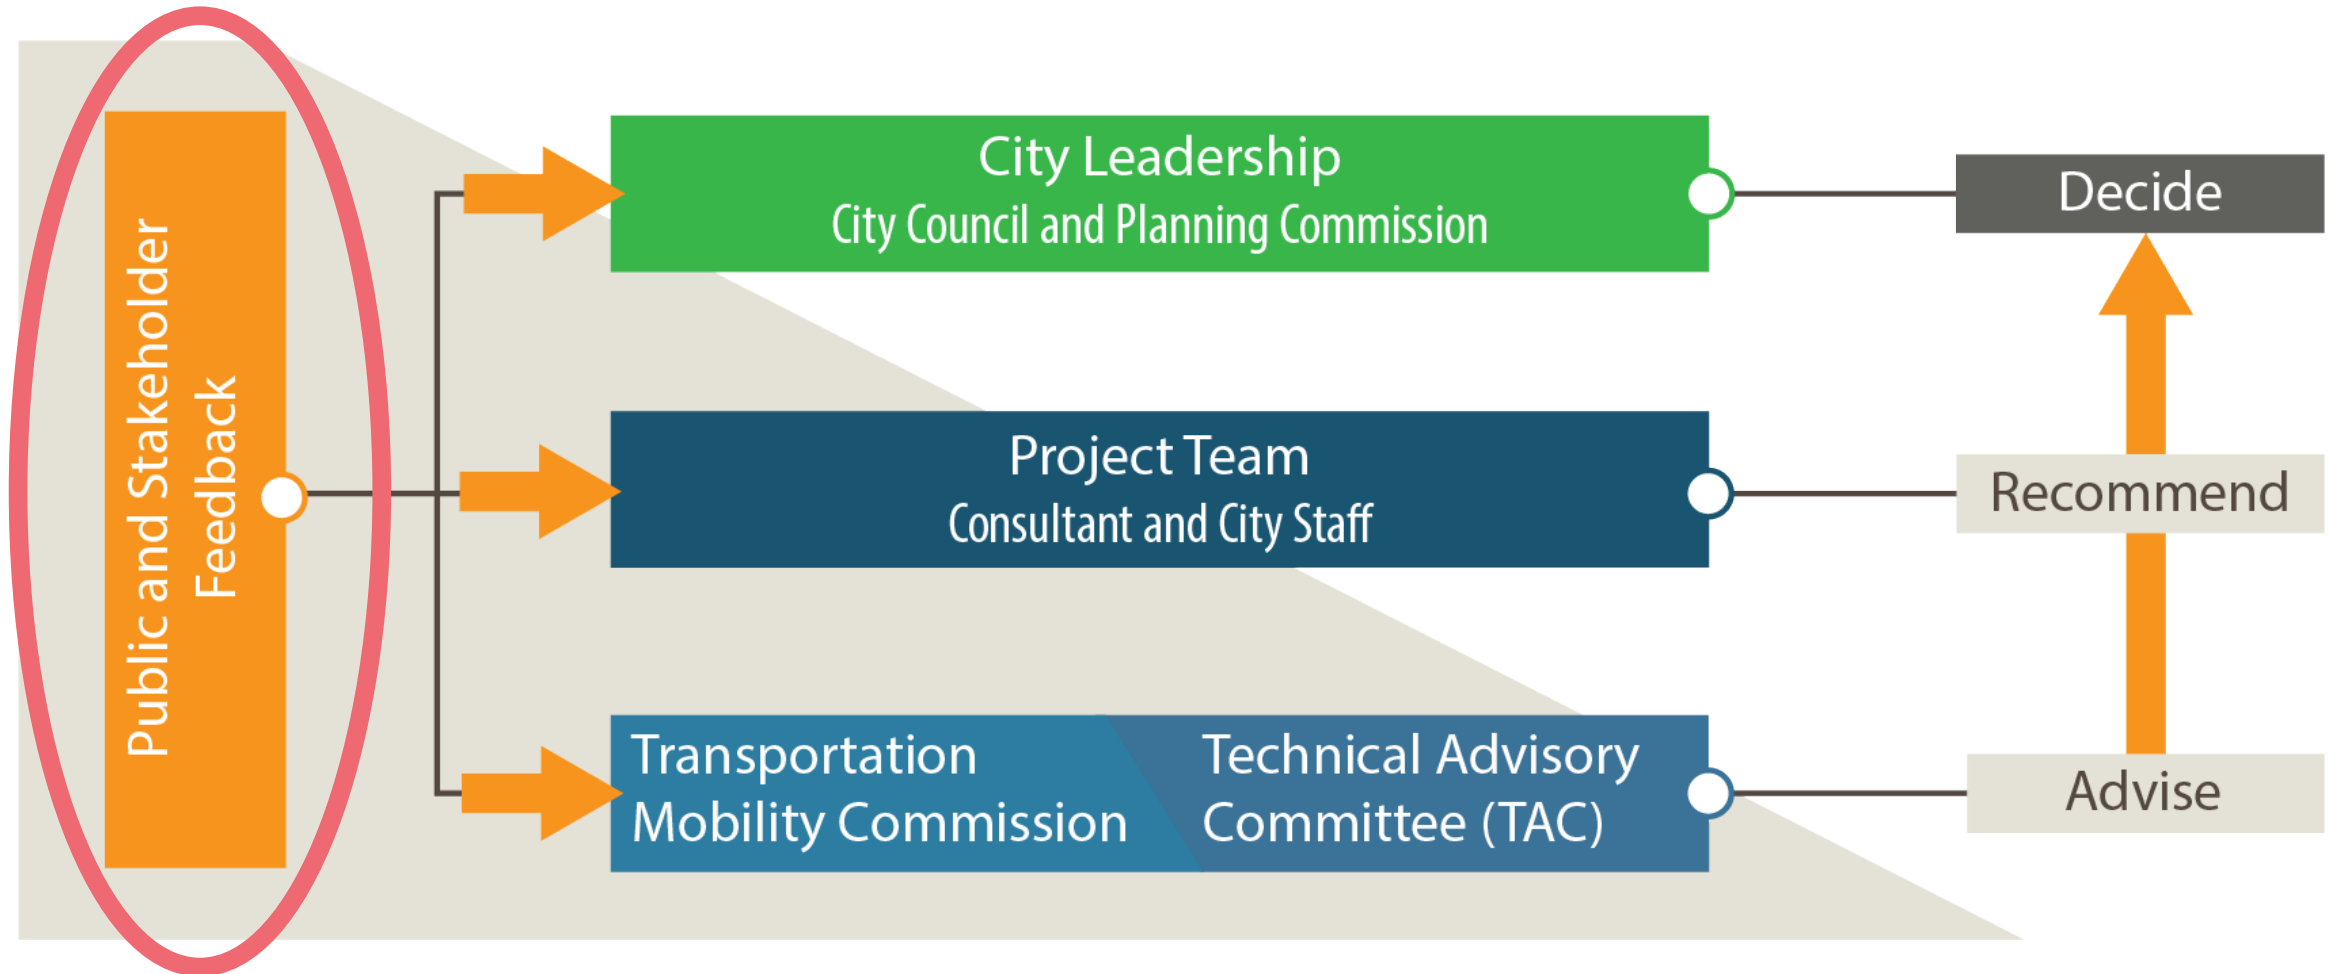 Public and Stakeholder
Feedback
City Leadership
City Council and Planning Commission
Decide
Project Team
Consultant and City Staff
Recommend
Transportation
Mobility Commission
Technical Advisory
Committee (TAC)
Advise